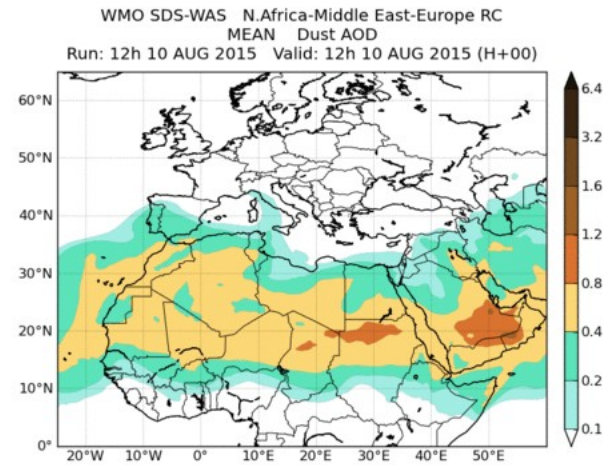 WMO SDS-WAS   N.Africa-Middle East-Europe RC
MEAN    Dust AOD
Run: 12h 10 AUG 2015   Valid: 12h 10 AUG 2015 (H+00)
60°N
50°N
40°N
30°N
20°N
10°N
0°
20°W 10°W 0° 10°E 20°E 30°E 40°E 50°E
6.4
3.2
1.6
1.2
0.8
0.4
0.2
0.1